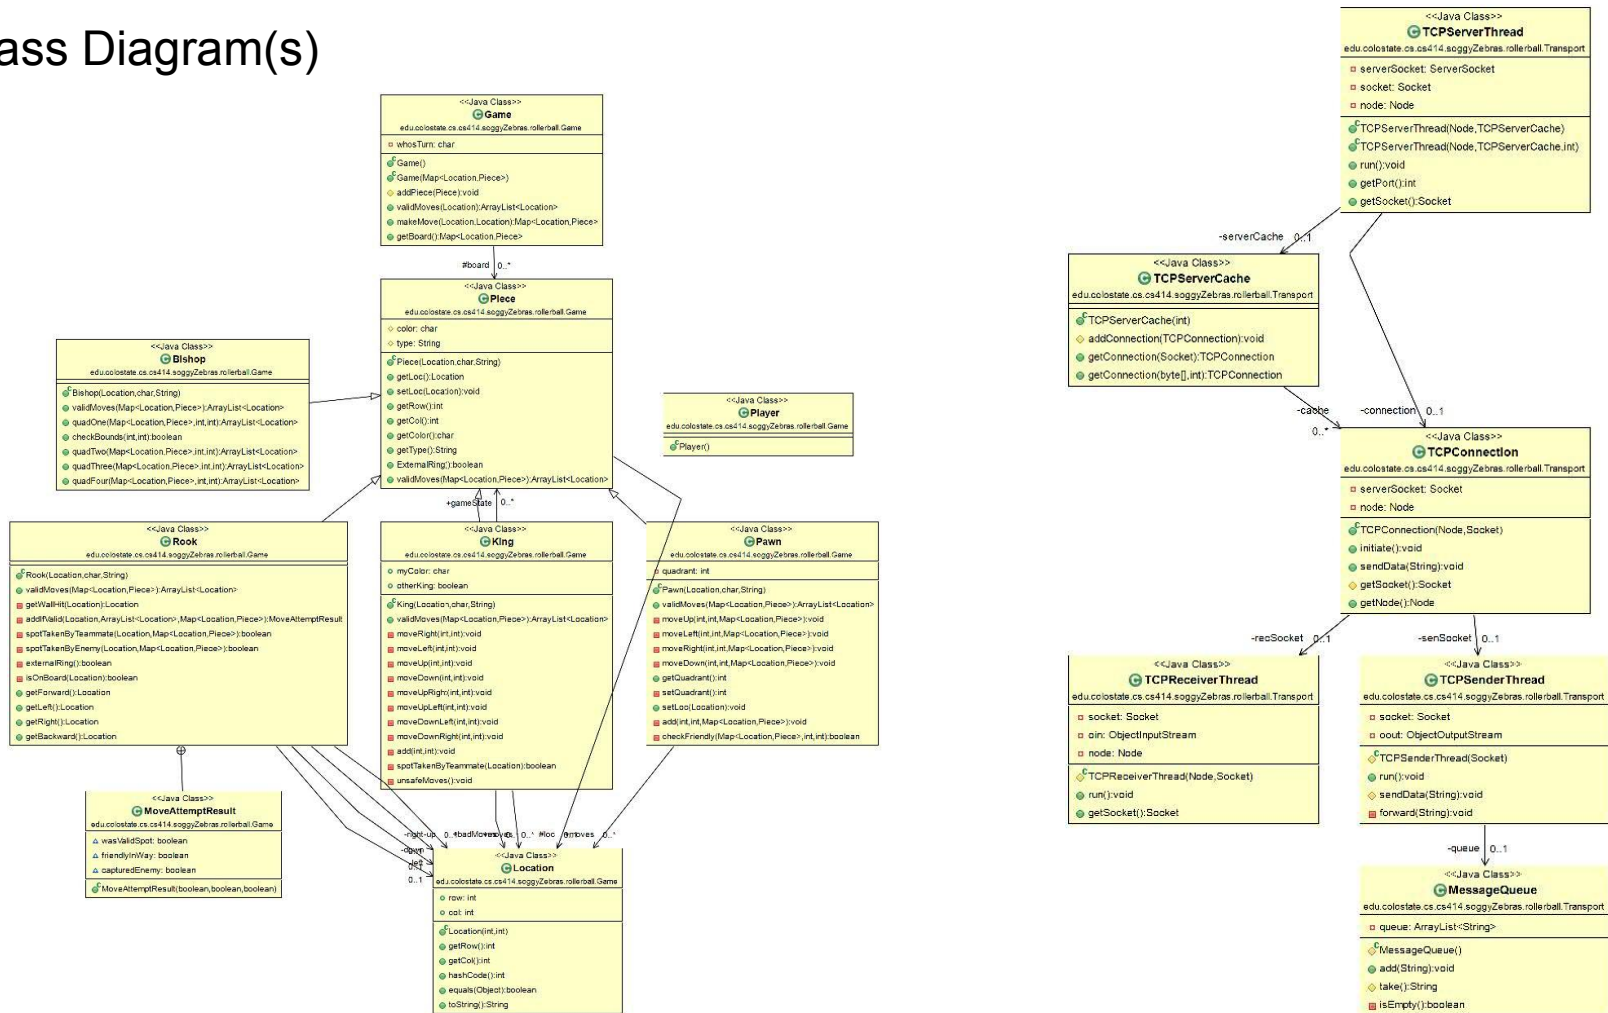 ass Diagram(s)
<<Java Class>>
Game
edu.colostate.cs.cs414.soggyZebras.rollerball.Game
whosTurn: char
Game()
Game(Map<Location,Piece>)
addPiece(Piece):void
validMoves(Location):ArrayList<Location>
makeMove(Location,Location):Map<Location,Piece>
getBoard():Map<Location,Piece>
#board 0..*
<<Java Class>>
Piece
edu.colostate.cs.cs414.soggyZebras.rollerball.Game
color: char
type: String
Piece(Location,char,String)
getLoc():Location
setLoc(Location):void
getRow():int
getCol():int
getColor():char
getType():String
ExternalRing():boolean
validMoves(Map<Location,Piece>):ArrayList<Location>
<<Java Class>>
Bishop
edu.colostate.cs.cs414.soggyZebras.rollerball.Game
Bishop(Location,char,String)
validMoves(Map<Location,Piece>):ArrayList<Location>
quadOne(Map<Location,Piece>,int,int):ArrayList<Location>
checkBounds(int,int):boolean
quadTwo(Map<Location,Piece>,int,int):ArrayList<Location>
quadThree(Map<Location,Piece>,int,int):ArrayList<Location>
quadFour(Map<Location,Piece>,int,int):ArrayList<Location>
<<Java Class>>
Player
edu.colostate.cs.cs414.soggyZebras.rollerball.Game
Player()
+gameState 0..*
<<Java Class>>
Rook
edu.colostate.cs.cs414.soggyZebras.rollerball.Game
Rook(Location,char,String)
validMoves(Map<Location,Piece>):ArrayList<Location>
getWallHit(Location):Location
addIfValid(Location,ArrayList<Location>,Map<Location,Piece>):MoveAttemptResult
spotTakenByTeammate(Location,Map<Location,Piece>):boolean
spotTakenByEnemy(Location,Map<Location,Piece>):boolean
externalRing():boolean
isOnBoard(Location):boolean
getForward():Location
getLeft():Location
getRight():Location
getBackward():Location
<<Java Class>>
King
edu.colostate.cs.cs414.soggyZebras.rollerball.Game
myColor: char
otherKing: boolean
King(Location,char,String)
validMoves(Map<Location,Piece>):ArrayList<Location>
moveRight(int,int):void
moveLeft(int,int):void
moveUp(int,int):void
moveDown(int,int):void
moveUpRight(int,int):void
moveUpLeft(int,int):void
moveDownLeft(int,int):void
moveDownRight(int,int):void
add(int,int):void
spotTakenByTeammate(Location):boolean
unsafeMoves():void
<<Java Class>>
Pawn
edu.colostate.cs.cs414.soggyZebras.rollerball.Game
quadrant: int
Pawn(Location,char,String)
validMoves(Map<Location,Piece>):ArrayList<Location>
moveUp(int,int,Map<Location,Piece>):void
moveLeft(int,int,Map<Location,Piece>):void
moveRight(int,int,Map<Location,Piece>):void
moveDown(int,int,Map<Location,Piece>):void
getQuadrant():int
setQuadrant():int
setLoc(Location):void
add(int,int,Map<Location,Piece>):void
checkFriendly(Map<Location,Piece>,int,int):boolean
<<Java Class>>
MoveAttemptResult
edu.colostate.cs.cs414.soggyZebras.rollerball.Game
wasValidSpot: boolean
friendlyInWay: boolean
capturedEnemy: boolean
MoveAttemptResult(boolean,boolean,boolean)
0..* #loc
0..*
-left
0..1
<<Java Class>>
Location
edu.colostate.cs.cs414.soggyZebras.rollerball.Game
row: int
col: int
Location(int,int)
getRow():int
getCol():int
hashCode():int
equals(Object):boolean
toString():String
<<Java Class>>
TCPServerThread
edu.colostate.cs.cs414.soggyZebras.rollerball.Transport
serverSocket: ServerSocket
socket: Socket
node: Node
TCPServerThread(Node,TCPServerCache)
TCPServerThread(Node,TCPServerCache,int)
run():void
getPort():int
getSocket():Socket
-serverCache 0..1
<<Java Class>>
TCPServerCache
edu.colostate.cs.cs414.soggyZebras.rollerball.Transport
TCPServerCache(int)
addConnection(TCPConnection):void
getConnection(Socket):TCPConnection
getConnection(byte[],int):TCPConnection
-cache
0..*
-connection 0..1
<<Java Class>>
TCPConnection
edu.colostate.cs.cs414.soggyZebras.rollerball.Transport
serverSocket: Socket
node: Node
TCPConnection(Node,Socket)
initiate():void
sendData(String):void
getSocket():Socket
getNode():Node
-recSocket 0..1
-senSocket 0..1
<<Java Class>>
TCPReceiverThread
edu.colostate.cs.cs414.soggyZebras.rollerball.Transport
socket: Socket
oin: ObjectInputStream
node: Node
TCPReceiverThread(Node,Socket)
run():void
getSocket():Socket
<<Java Class>>
TCPSenderThread
edu.colostate.cs.cs414.soggyZebras.rollerball.Transport
socket: Socket
oout: ObjectOutputStream
TCPSenderThread(Socket)
run():void
sendData(String):void
forward(String):void
-queue 0..1
<<Java Class>>
MessageQueue
edu.colostate.cs.cs414.soggyZebras.rollerball.Transport
queue: ArrayList<String>
MessageQueue()
add(String):void
take():String
isEmpty():boolean